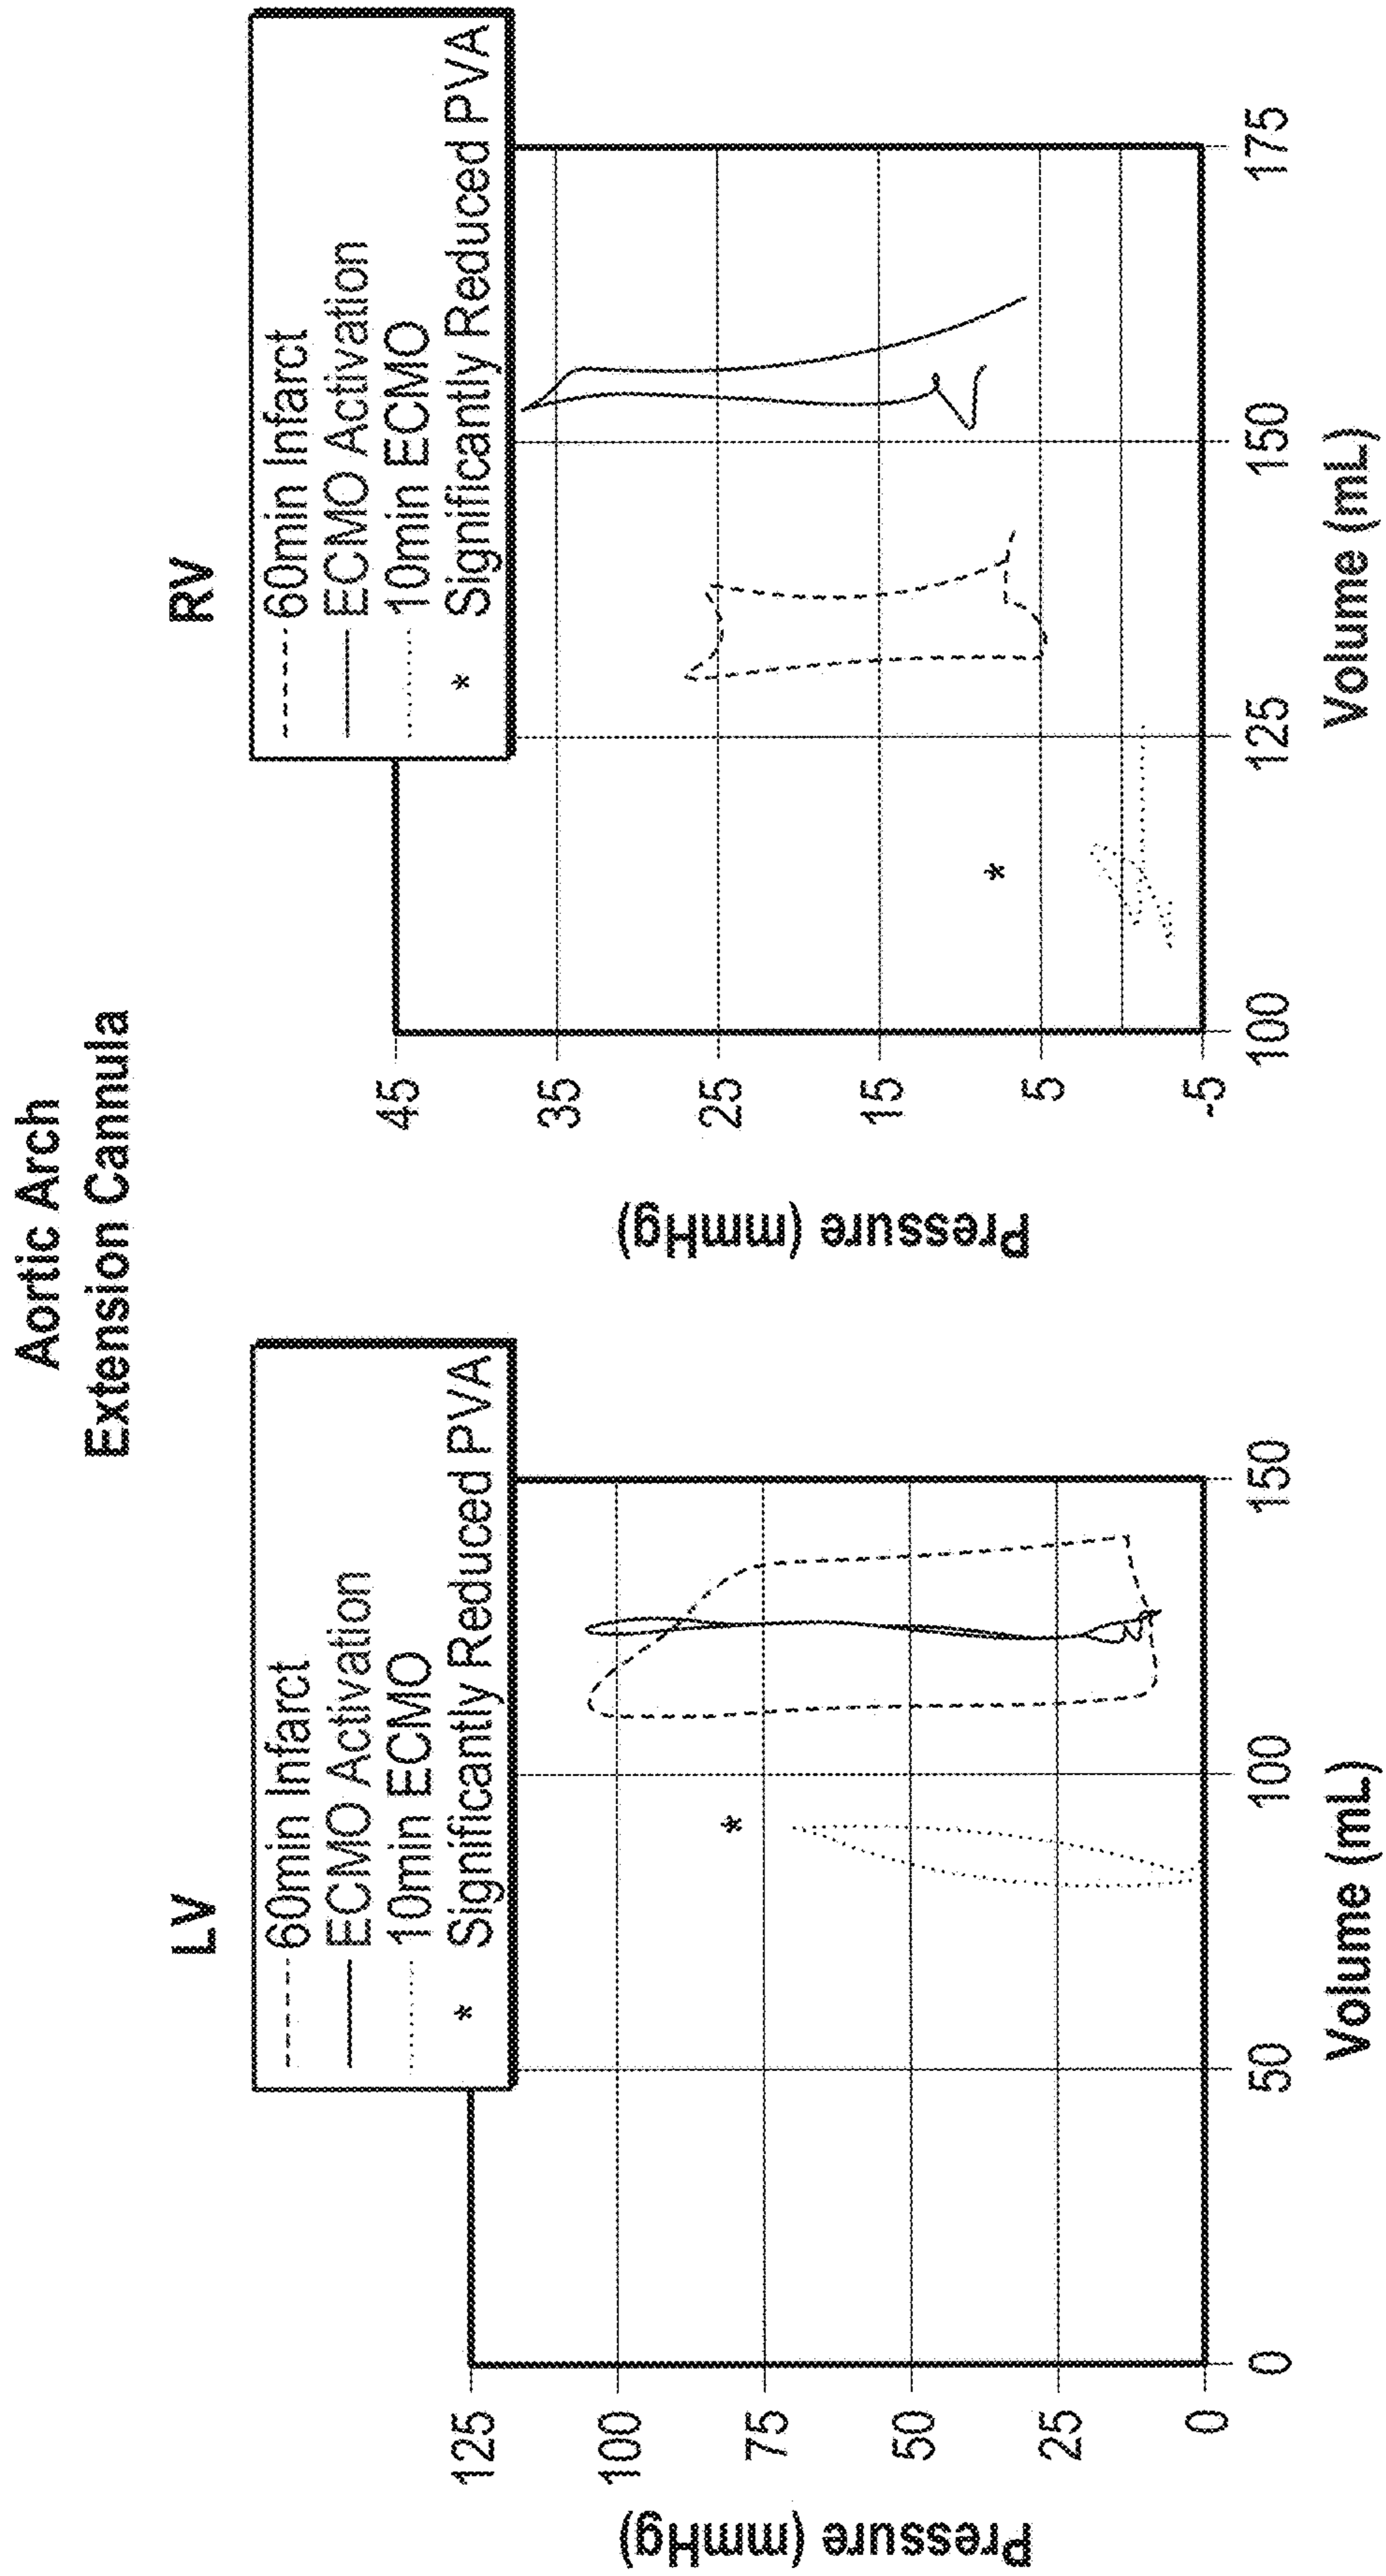 Aortic Arch
Extension Cannula
LV
60min Infarct
ECMO Activation
10min ECMO
* Significantly Reduced PVA
125
100
75
50
25
0
Pressure (mmHg)
0
50
100
150
Volume (mL)
*
RV
60min Infarct
ECMO Activation
10min ECMO
* Significantly Reduced PVA
45
35
25
15
5
-5
Pressure (mmHg)
100
125
150
175
Volume (mL)
*